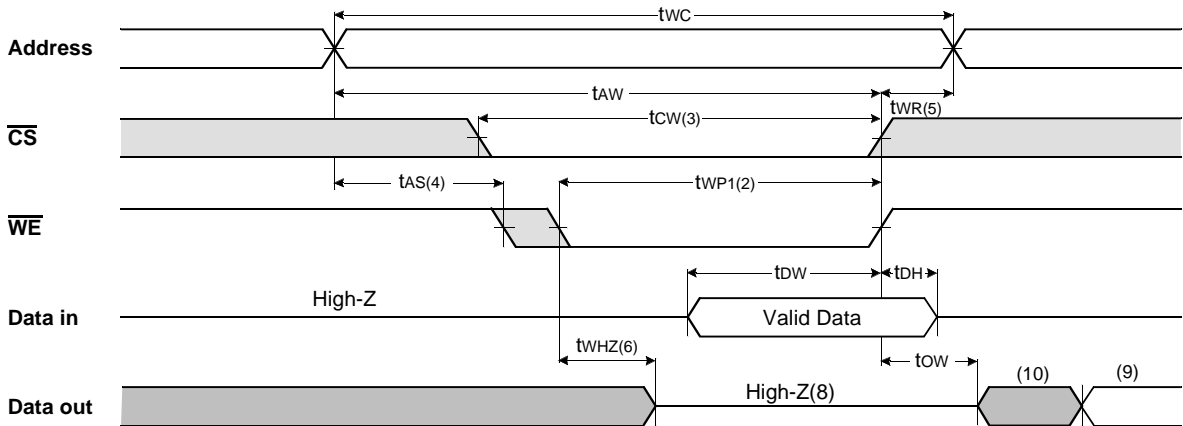 tWC
Address
tAW
tWR(5)
tCW(3)
CS
tAS(4)
tWP1(2)
WE
tDW
tDH
High-Z
Data in
Valid Data
tWHZ(6)
tOW
(10)
(9)
High-Z(8)
Data out